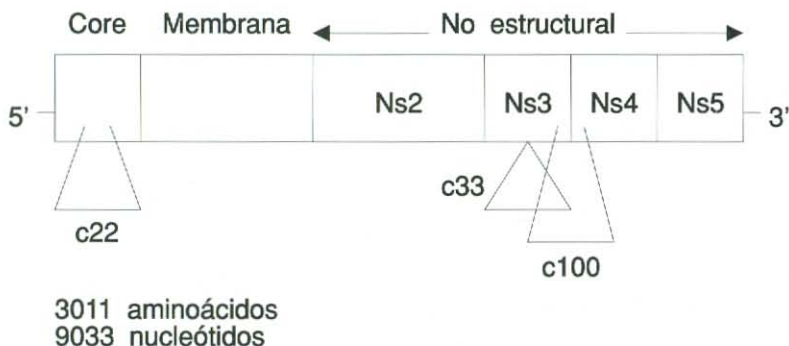 Core Membrana No estructural
5' Ns2 Ns3 Ns4 Ns5 3'
c33
c22
c100
3011 aminoácidos
9033 nucleótidos